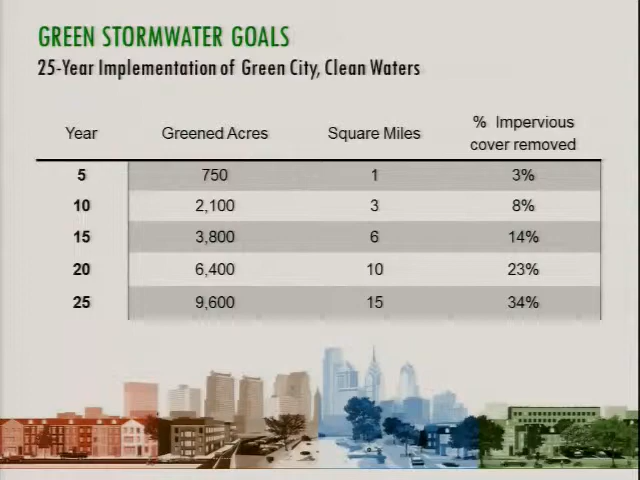 GREEN STORMWATER GOALS
25-Year Implementation of Green City, Clean Waters
Year Greened Acres Square Miles % Impervious cover removed
5 750 1 3%
10 2,100 3 8%
15 3,800 6 14%
20 6,400 10 23%
25 9,600 15 34%